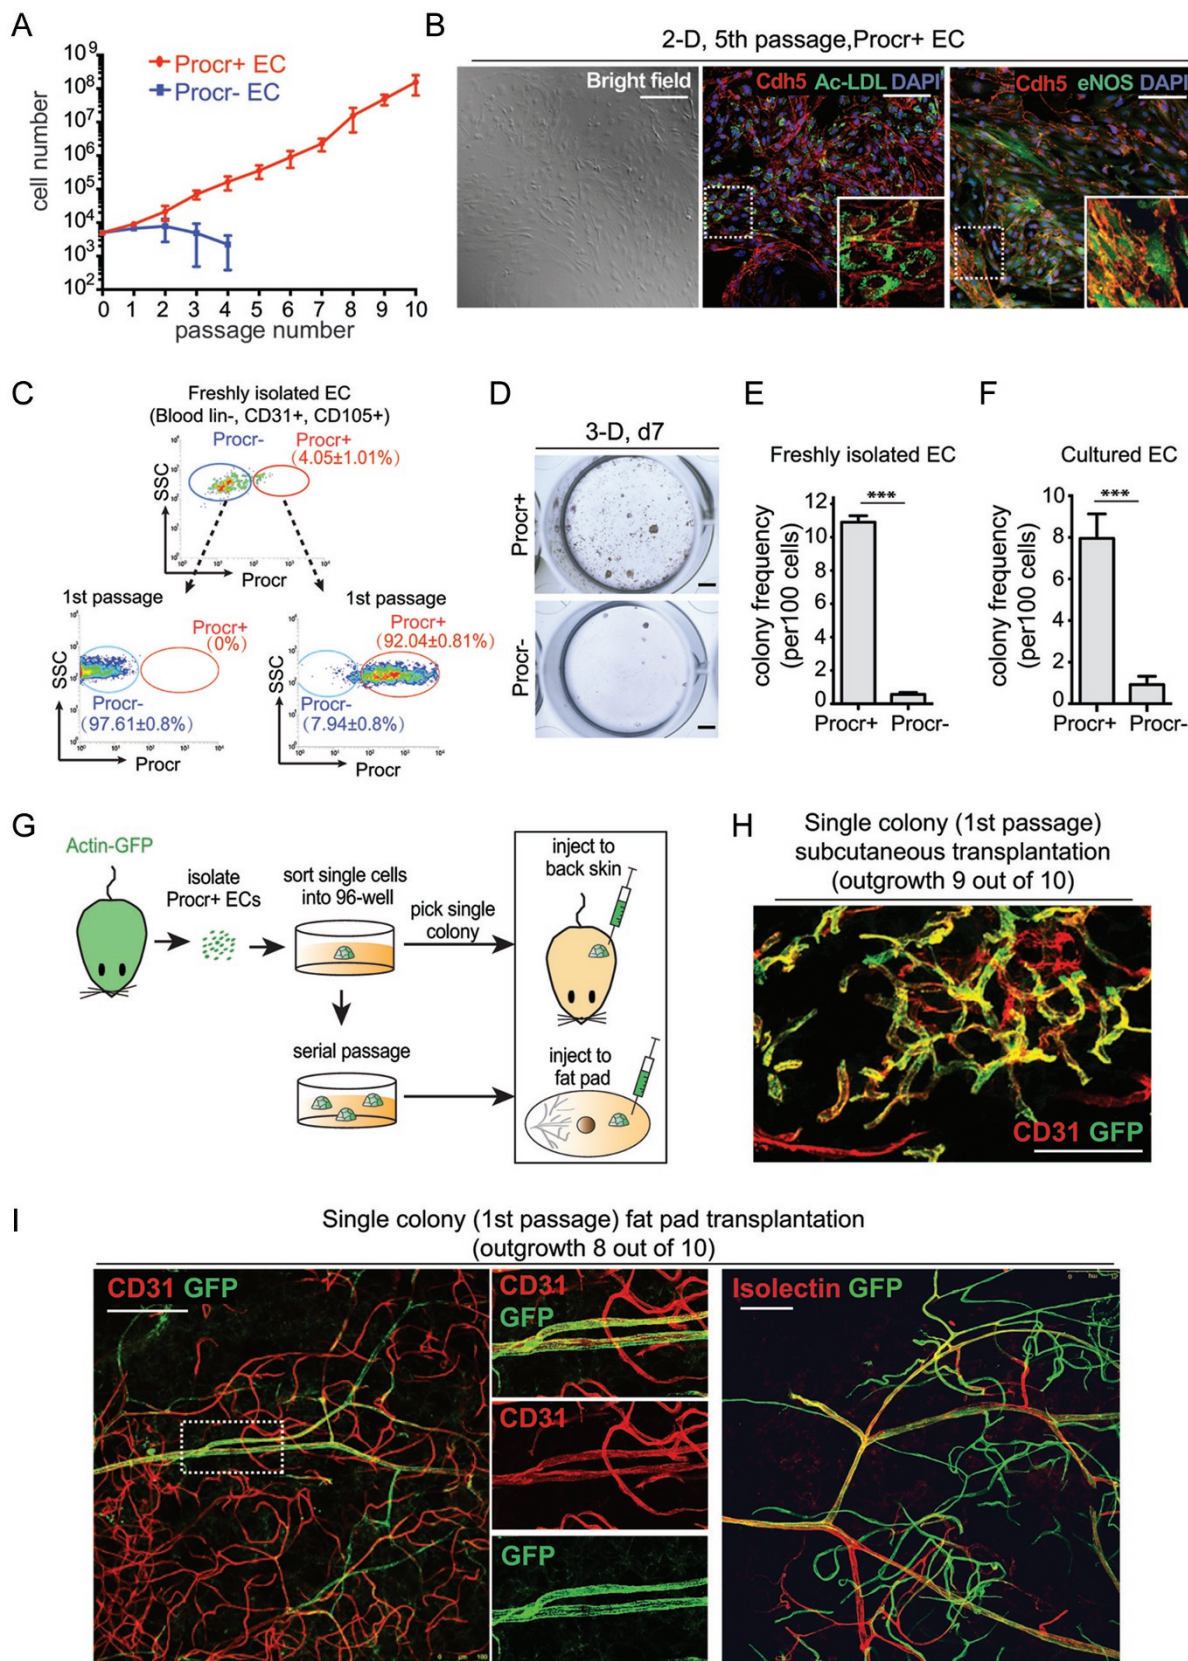 A
10⁹
10⁸
10⁷
10⁶
10⁵
10⁴
10³
10²
cell number
Procr+ EC
Procr- EC
0 1 2 3 4 5 6 7 8 9 10
passage number
B
2-D, 5th passage,Procr+ EC
Bright field
Cdh5 Ac-LDL DAPI
Cdh5 eNOS DAPI
C
Freshly isolated EC
(Blood lin-, CD31+, CD105+)
Procr-
Procr+
(4.05±1.01%)
SSC
Procr
1st passage
Procr+
(0%)
Procr-
(97.61±0.8%)
SSC
Procr
1st passage
Procr+
(92.04±0.81%)
Procr-
(7.94±0.8%)
SSC
Procr
D
3-D, d7
Procr+
Procr-
E
Freshly isolated EC
***
12
10
8
6
4
2
0
colony frequency
(per100 cells)
Procr+ Procr-
F
Cultured EC
***
10
8
6
4
2
0
colony frequency
(per100 cells)
Procr+ Procr-
G
Actin-GFP
isolate
Procr+ ECs
sort single cells
into 96-well
pick single
colony
serial passage
inject to
back skin
inject to
fat pad
H
Single colony (1st passage)
subcutaneous transplantation
(outgrowth 9 out of 10)
CD31 GFP
I
Single colony (1st passage) fat pad transplantation
(outgrowth 8 out of 10)
CD31 GFP
CD31
GFP
CD31
GFP
Isolectin GFP